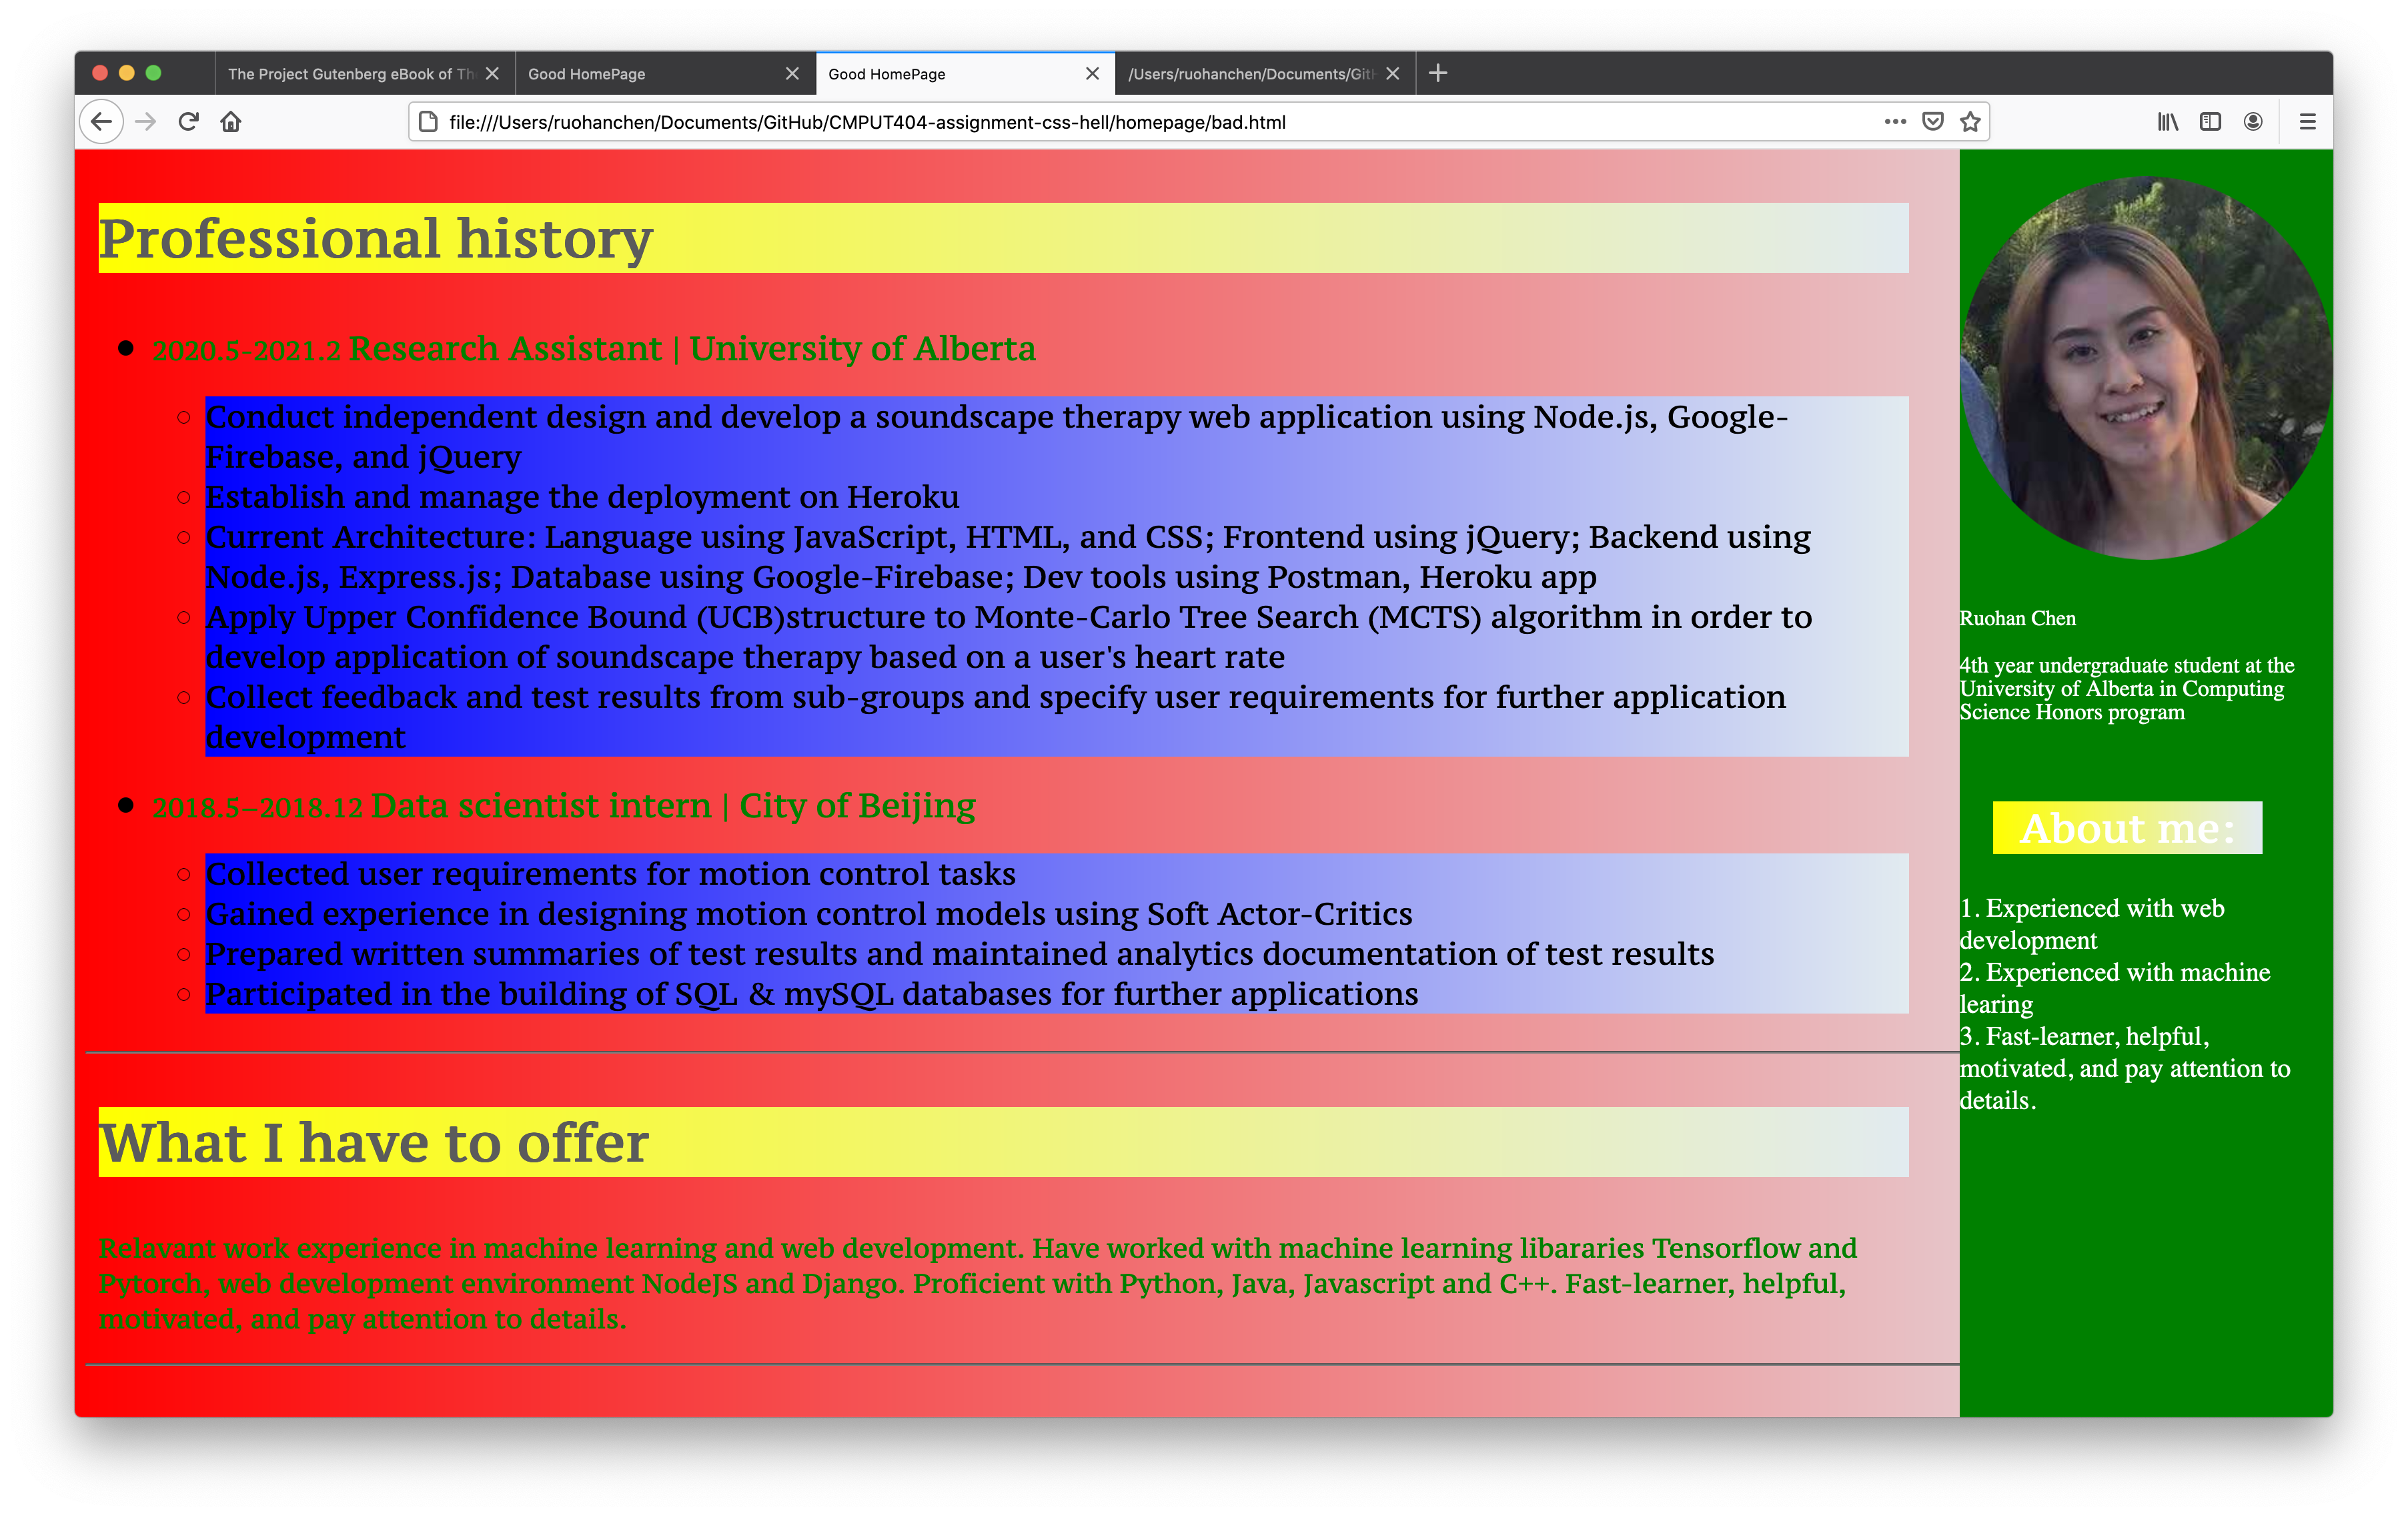 The Project Gutenberg eBook of Th
Good HomePage
Good HomePage
/Users/ruohanchen/Documents/GitH
file:///Users/ruohanchen/Documents/GitHub/CMPUT404-assignment-css-hell/homepage/bad.html
Professional history
2020.5-2021.2 Research Assistant | University of Alberta
Conduct independent design and develop a soundscape therapy web application using Node.js, Google-
Firebase, and jQuery
Establish and manage the deployment on Heroku
Current Architecture: Language using JavaScript, HTML, and CSS; Frontend using jQuery; Backend using
Node.js, Express.js; Database using Google-Firebase; Dev tools using Postman, Heroku app
Apply Upper Confidence Bound (UCB)structure to Monte-Carlo Tree Search (MCTS) algorithm in order to
develop application of soundscape therapy based on a user's heart rate
Collect feedback and test results from sub-groups and specify user requirements for further application
development
2018.5–2018.12 Data scientist intern | City of Beijing
Collected user requirements for motion control tasks
Gained experience in designing motion control models using Soft Actor-Critics
Prepared written summaries of test results and maintained analytics documentation of test results
Participated in the building of SQL & mySQL databases for further applications
What I have to offer
Relavant work experience in machine learning and web development. Have worked with machine learning libararies Tensorflow and
Pytorch, web development environment NodeJS and Django. Proficient with Python, Java, Javascript and C++. Fast-learner, helpful,
motivated, and pay attention to details.
Ruohan Chen
4th year undergraduate student at the
University of Alberta in Computing
Science Honors program
About me:
1. Experienced with web
development
2. Experienced with machine
learing
3. Fast-learner, helpful,
motivated, and pay attention to
details.